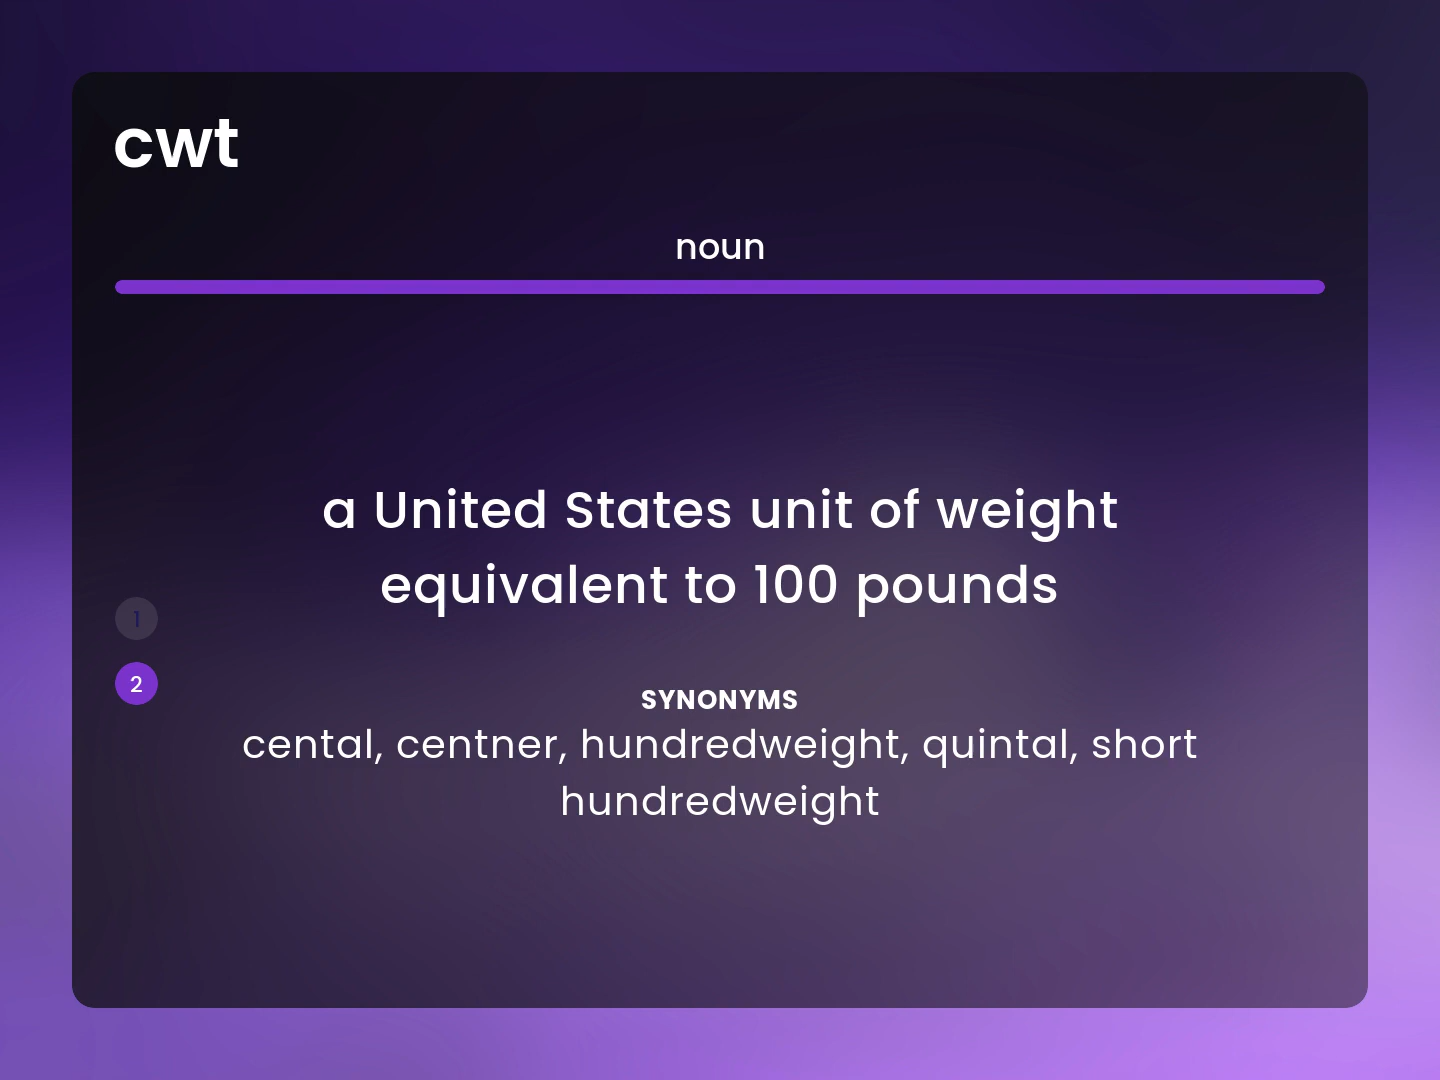 cwt
noun
a United States unit of weight
equivalent to 100 pounds
1
2
SYNONYMS
cental, centner, hundredweight, quintal, short
hundredweight